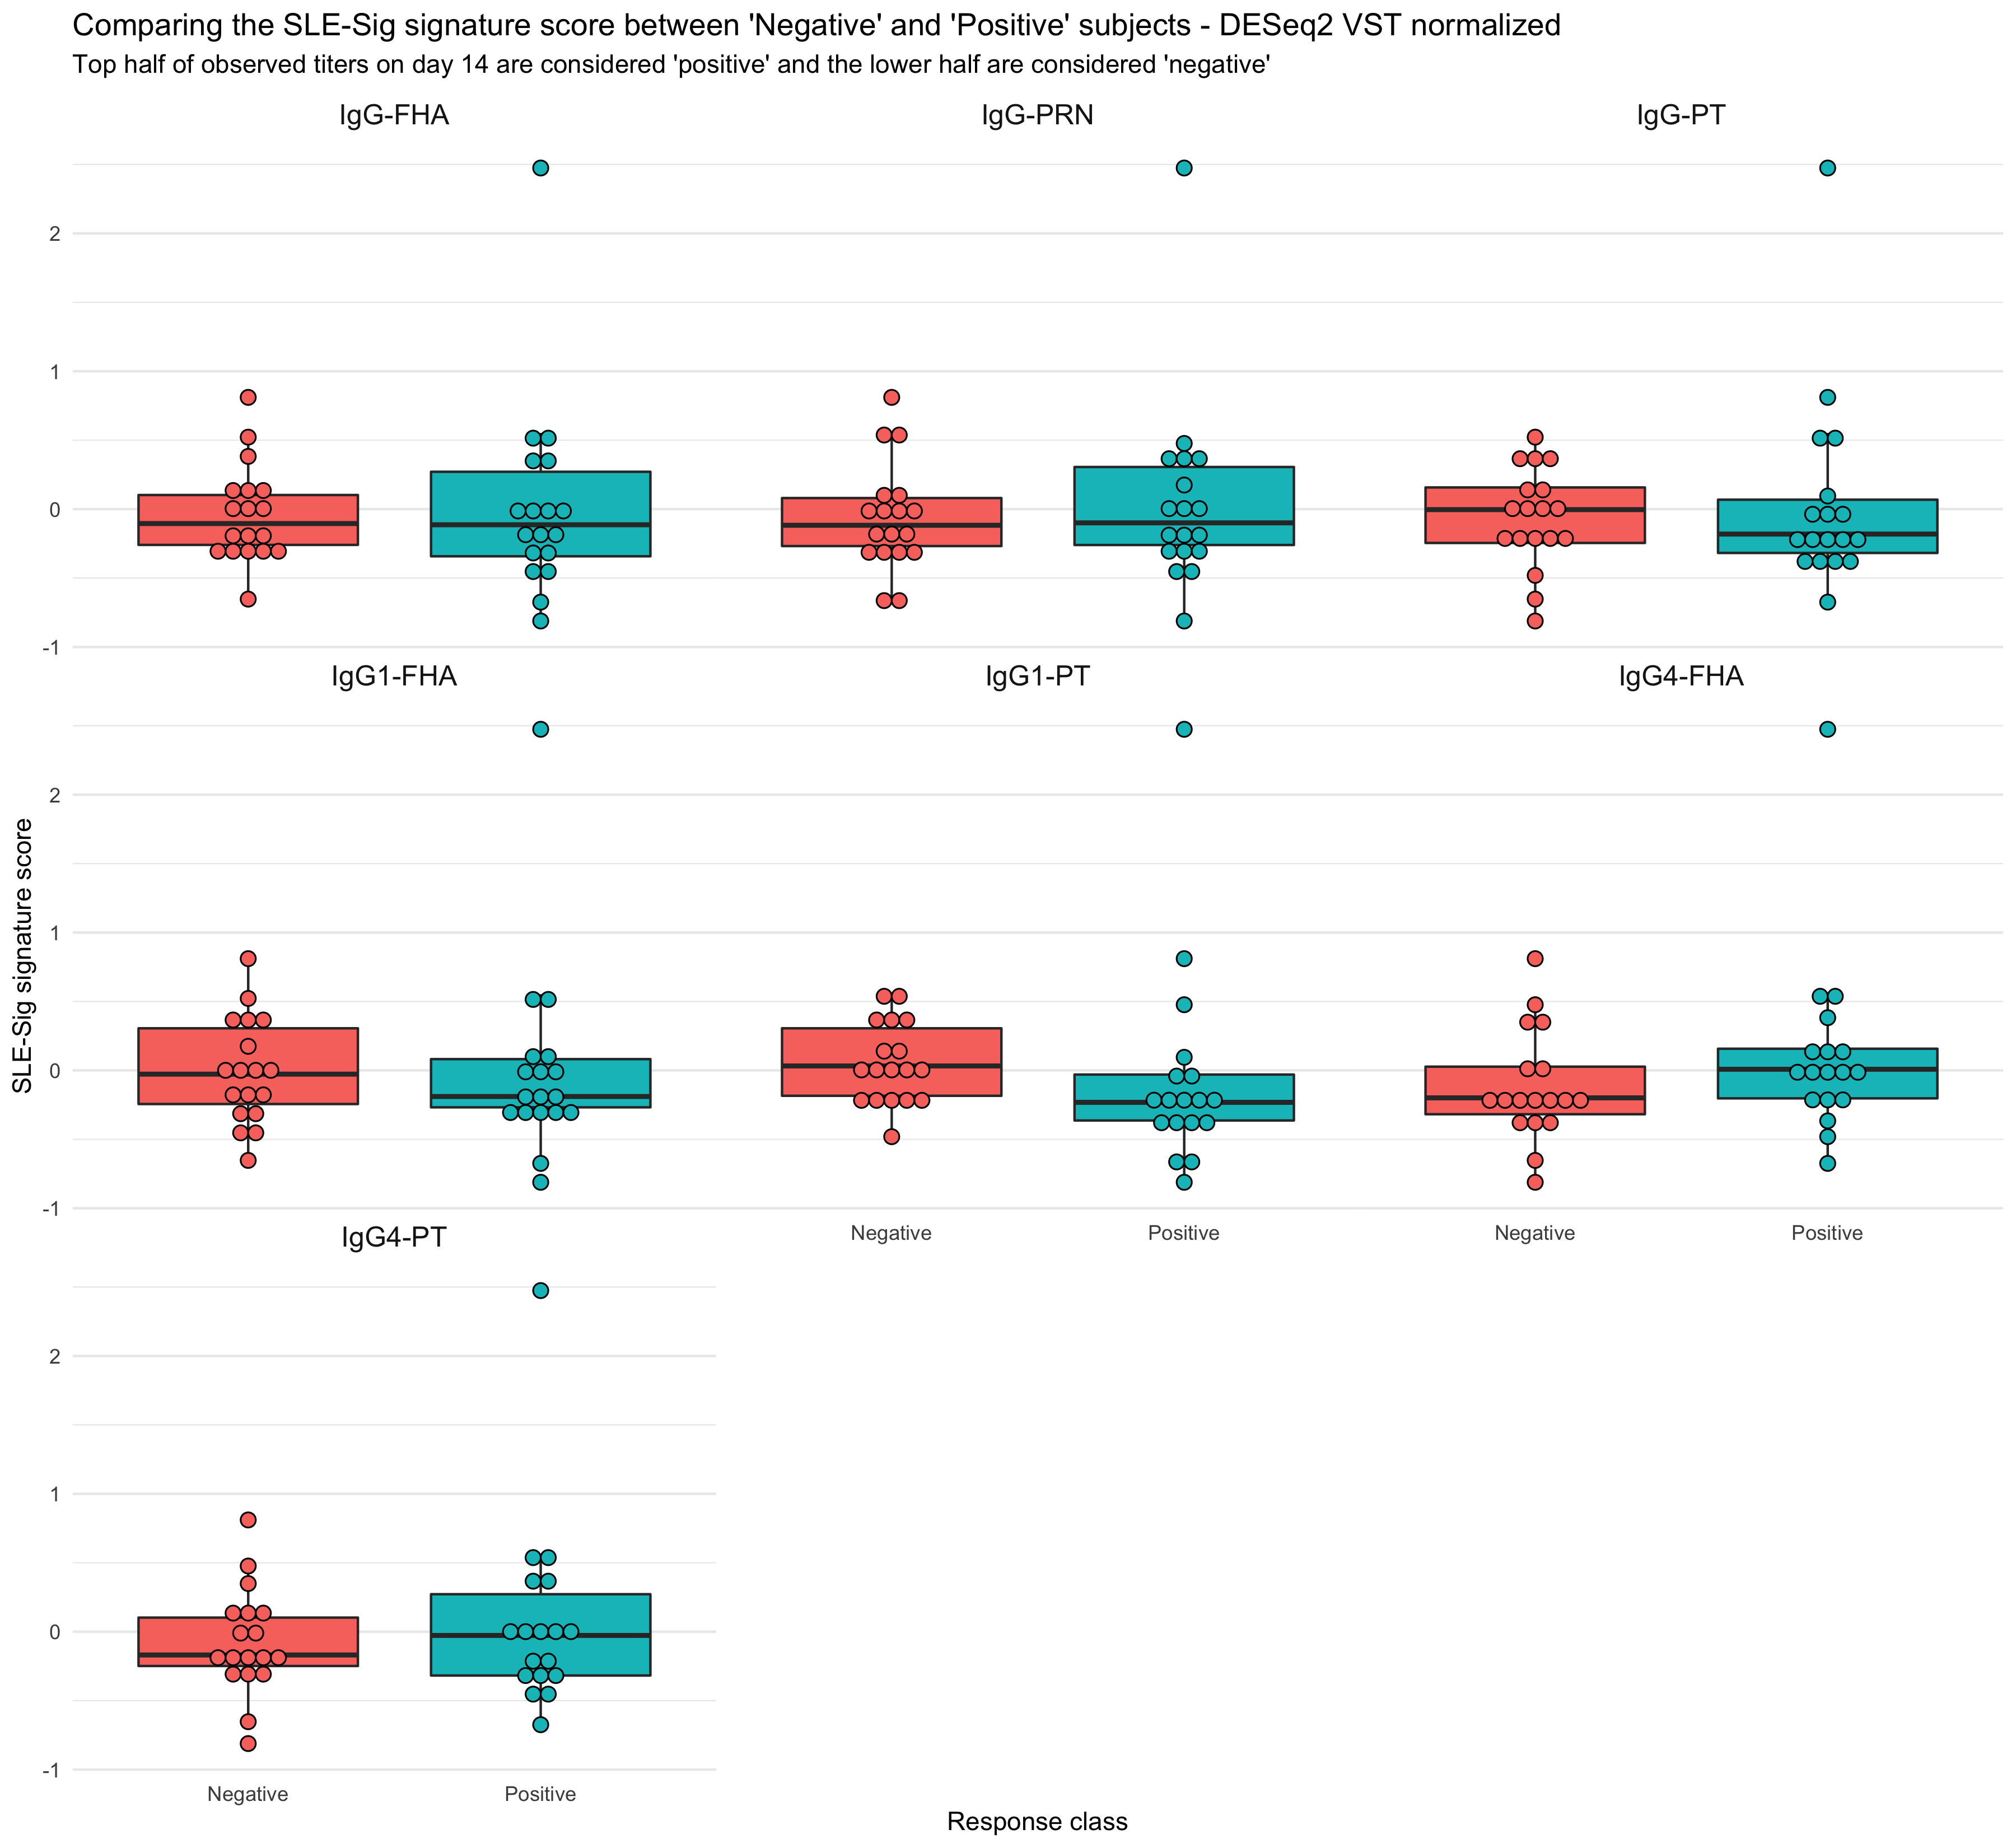 Comparing the SLE-Sig signature score between 'Negative' and 'Positive' subjects - DESeq2 VST normalized
Top half of observed titers on day 14 are considered 'positive' and the lower half are considered 'negative'
IgG-FHA IgG-PRN IgG-PT
2
1
0
-1
IgG1-FHA IgG1-PT IgG4-FHA
2
1
0
-1
SLE-Sig signature score
Negative Positive Negative Positive
IgG4-PT
2
1
0
-1
Negative Positive
Response class